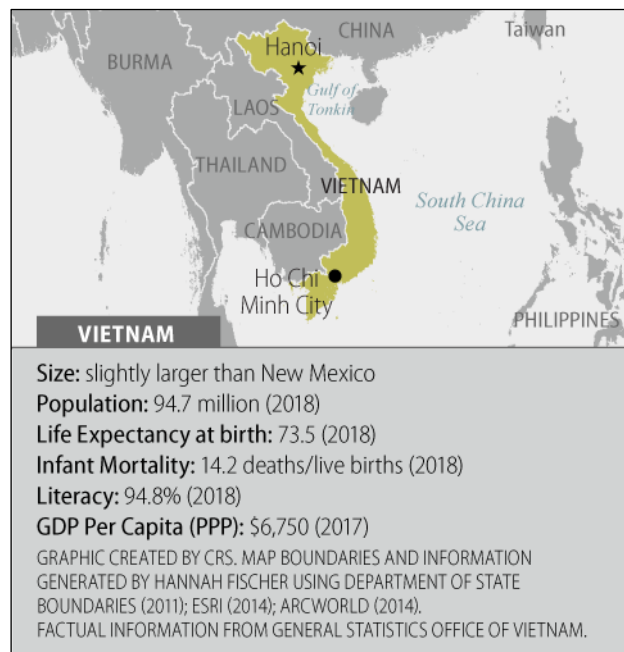 CHINA
Taiwan
Hanoi
BURMA
Gulf of
Tonkin
LAOS
THAILAND
VIETNAM
South China
Sea
CAMBODIA
Ho Chi
Minh City
PHILIPPINES
VIETNAM
Size: slightly larger than New Mexico
Population: 94.7 million (2018)
Life Expectancy at birth: 73.5 (2018)
Infant Mortality: 14.2 deaths/live births (2018)
Literacy: 94.8% (2018)
GDP Per Capita (PPP): $6,750 (2017)
GRAPHIC CREATED BY CRS. MAP BOUNDARIES AND INFORMATION
GENERATED BY HANNAH FISCHER USING DEPARTMENT OF STATE
BOUNDARIES (2011); ESRI (2014); ARCWORLD (2014).
FACTUAL INFORMATION FROM GENERAL STATISTICS OFFICE OF VIETNAM.